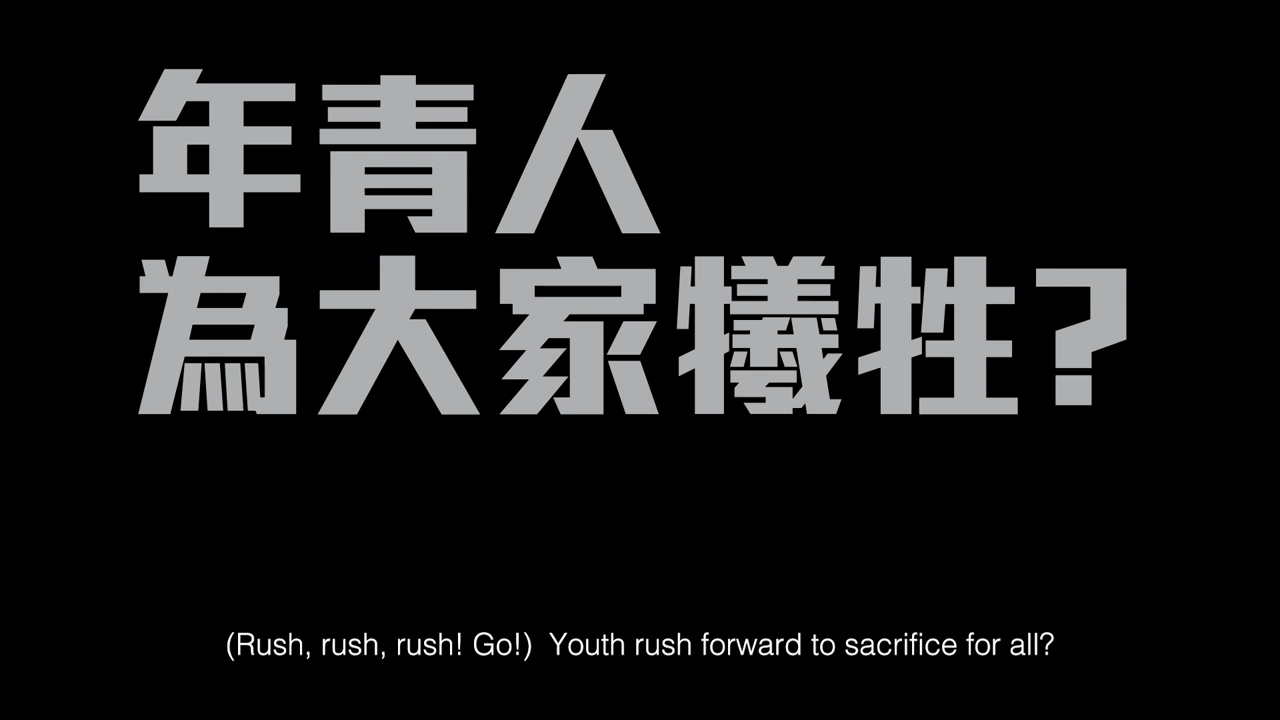 年青人
為大家犧牲?
(Rush, rush, rush! Go!)  Youth rush forward to sacrifice for all?